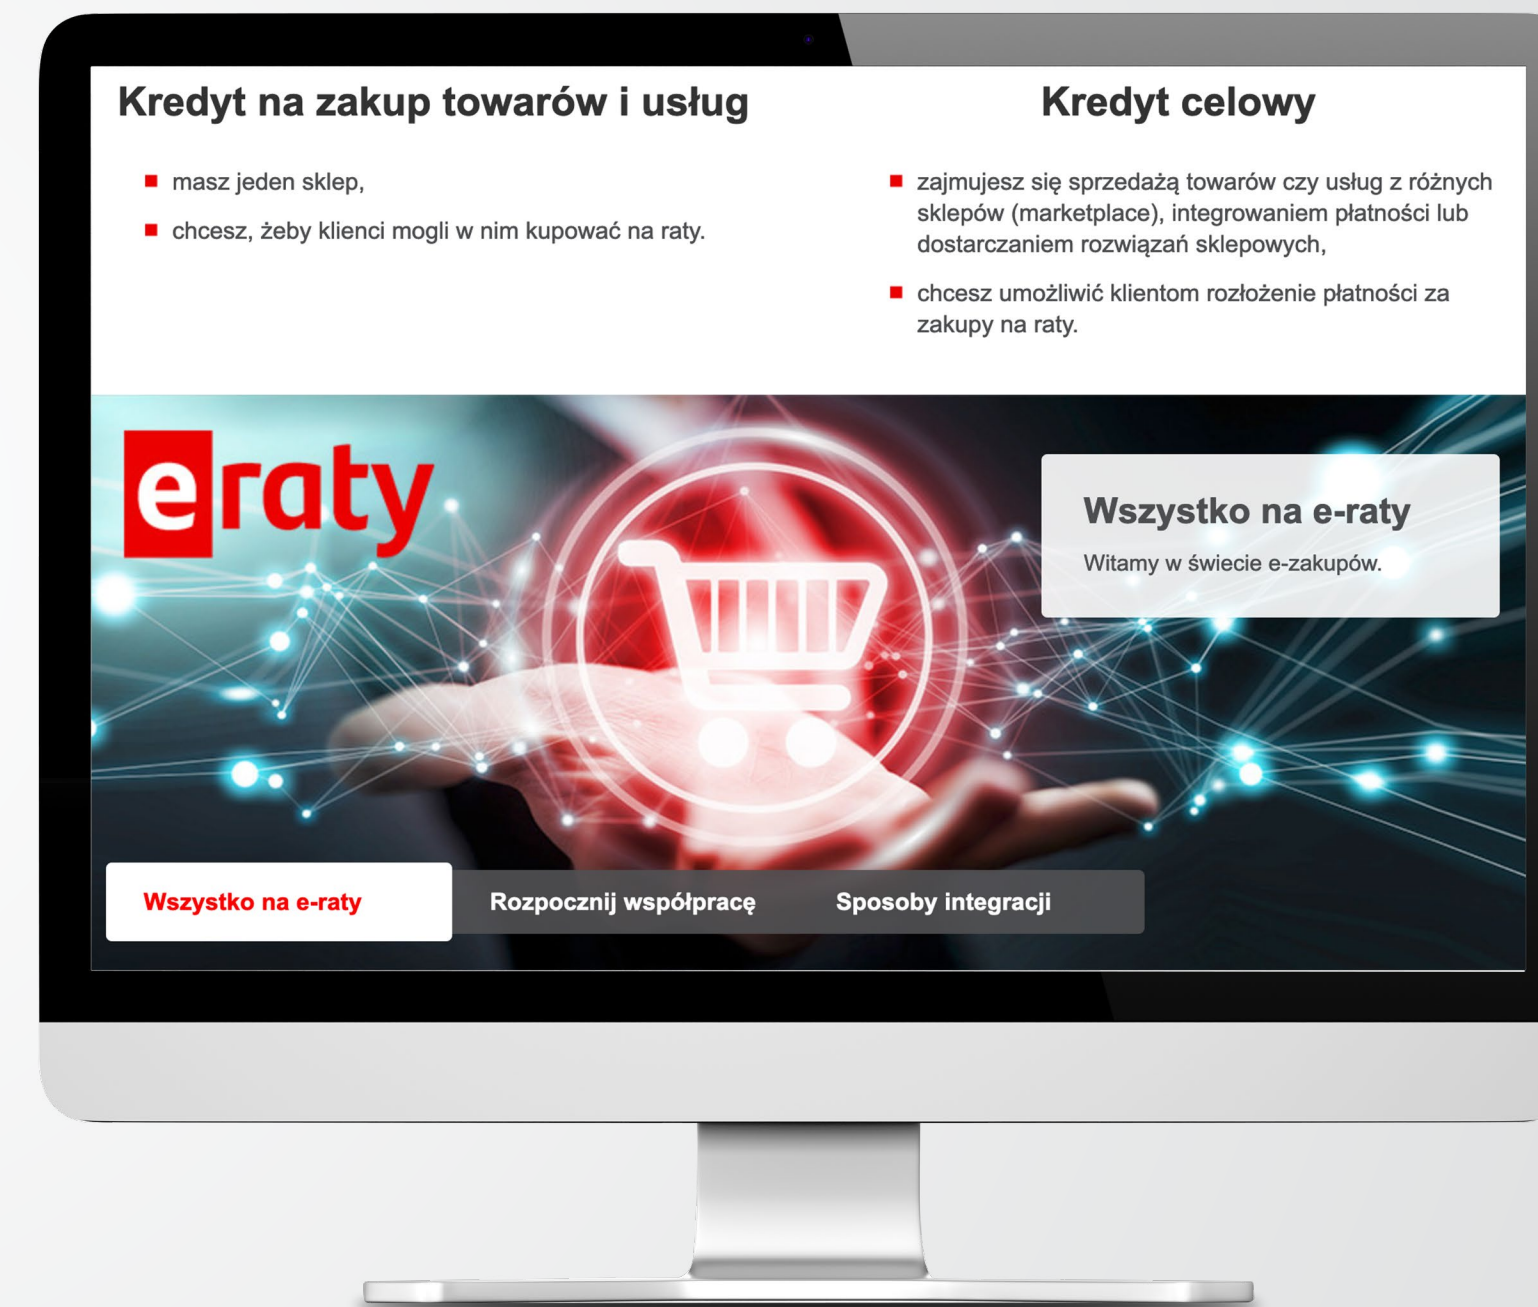 Kredyt na zakup towarów i usług
masz jeden sklep,
chcesz, żeby klienci mogli w nim kupować na raty.
Kredyt celowy
zajmujesz się sprzedażą towarów czy usług z różnych
sklepów (marketplace), integrowaniem płatności lub
dostarczaniem rozwiązań sklepowych,
chcesz umożliwić klientom rozłożenie płatności za
zakupy na raty.
eraty
Wszystko na e-raty
Witamy w świecie e-zakupów.
Wszystko na e-raty
Rozpocznij współpracę
Sposoby integracji